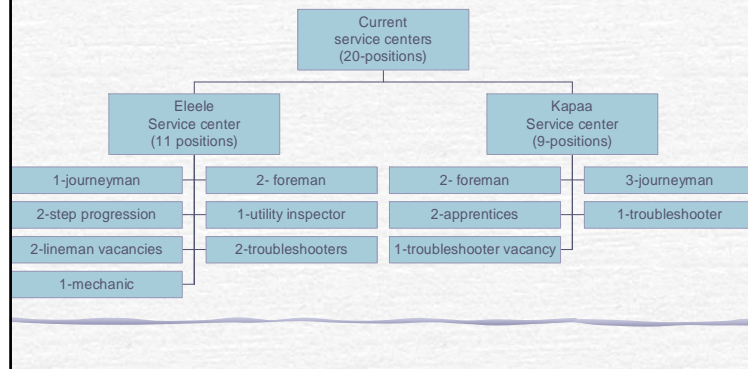 Current
service centers
(20-positions)
Eleele
Service center
(11 positions)
Kapaa
Service center
(9-positions)
1-journeyman
2- foreman
2- foreman
3-journeyman
2-step progression
1-utility inspector
2-apprentices
1-troubleshooter
2-lineman vacancies
2-troubleshooters
1-troubleshooter vacancy
1-mechanic